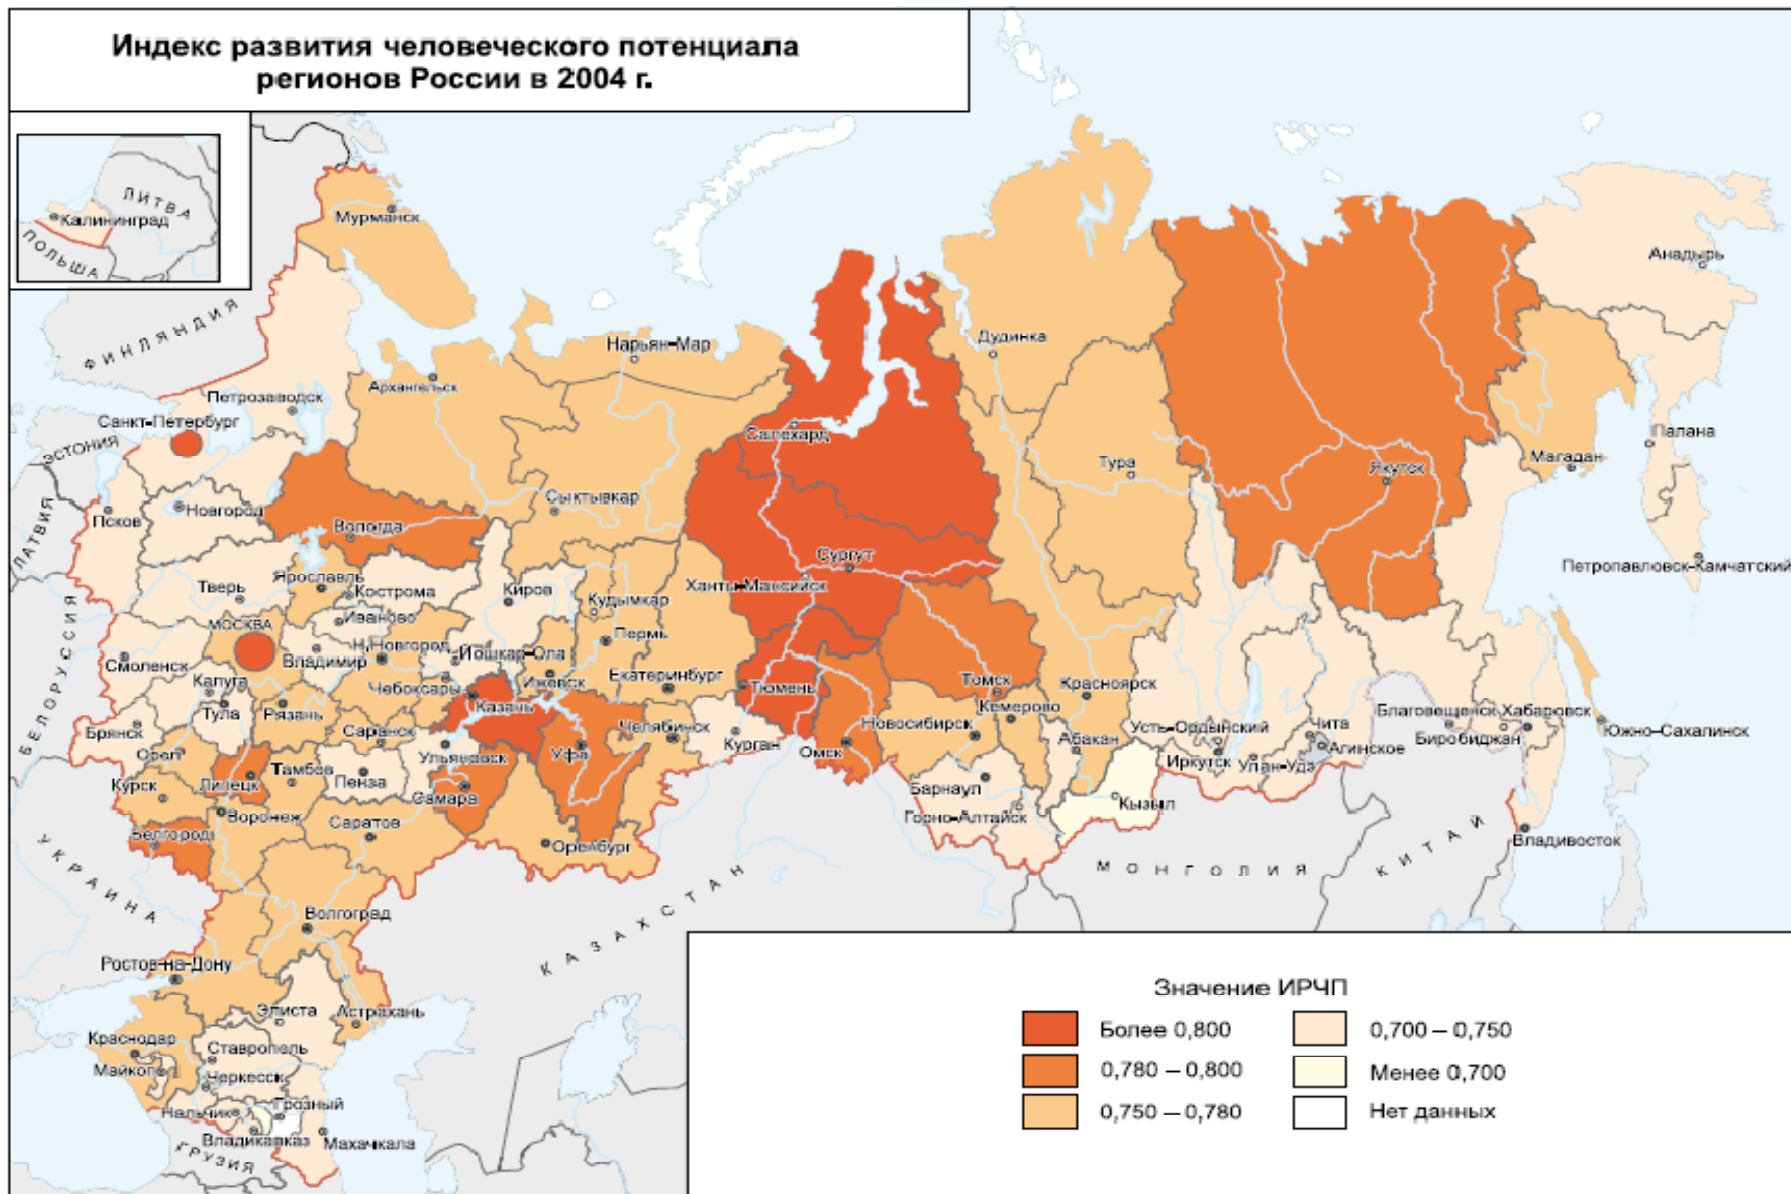 Индекс развития человеческого потенциала
регионов России в 2004 г.
Калининград
ЛИТВА
ПОЛЬША
ФИНЛЯНДИЯ
ЭСТОНИЯ
ЛАТВИЯ
БЕЛОРУССИЯ
УКРАИНА
ГРУЗИЯ
КАЗАХСТАН
МОНГОЛИЯ
КИТАЙ
Мурманск
Нарьян-Мар
Архангельск
Петрозаводск
Санкт-Петербург
Псков
Новгород
Вологда
Сыктывкар
Салехард
Дудинка
Тура
Якутск
Анадырь
Палана
Магадан
Петропавловск-Камчатский
Тверь
Ярославль
Кострома
Иваново
Киров
Кудымкар
Ханты-Мансийск
Сургут
МОСКВА
Смоленск
Владимир
Н.Новгород
Йошкар-Ола
Пермь
Калуга
Чебоксары
Ижевск
Екатеринбург
Тюмень
Томск
Красноярск
Тула
Рязань
Казань
Брянск
Саранск
Челябинск
Новосибирск
Кемерово
Усть-Ордынский
Чита
Благовещенск
Хабаровск
Орел
Ульяновск
Уфа
Курган
Омск
Абакан
Иркутск
Улан-Удэ
Агинское
Биробиджан
Южно-Сахалинск
Курск
Липецк
Тамбов
Пенза
Самара
Барнаул
Горно-Алтайск
Кызыл
Белгород
Воронеж
Саратов
Оренбург
Владивосток
Волгоград
Ростов-на-Дону
Элиста
Астрахань
Краснодар
Ставрополь
Майкоп
Черкесск
Нальчик
Грозный
Владикавказ
Махачкала
Значение ИРЧП
Более 0,800
0,780 – 0,800
0,750 – 0,780
0,700 – 0,750
Менее 0,700
Нет данных